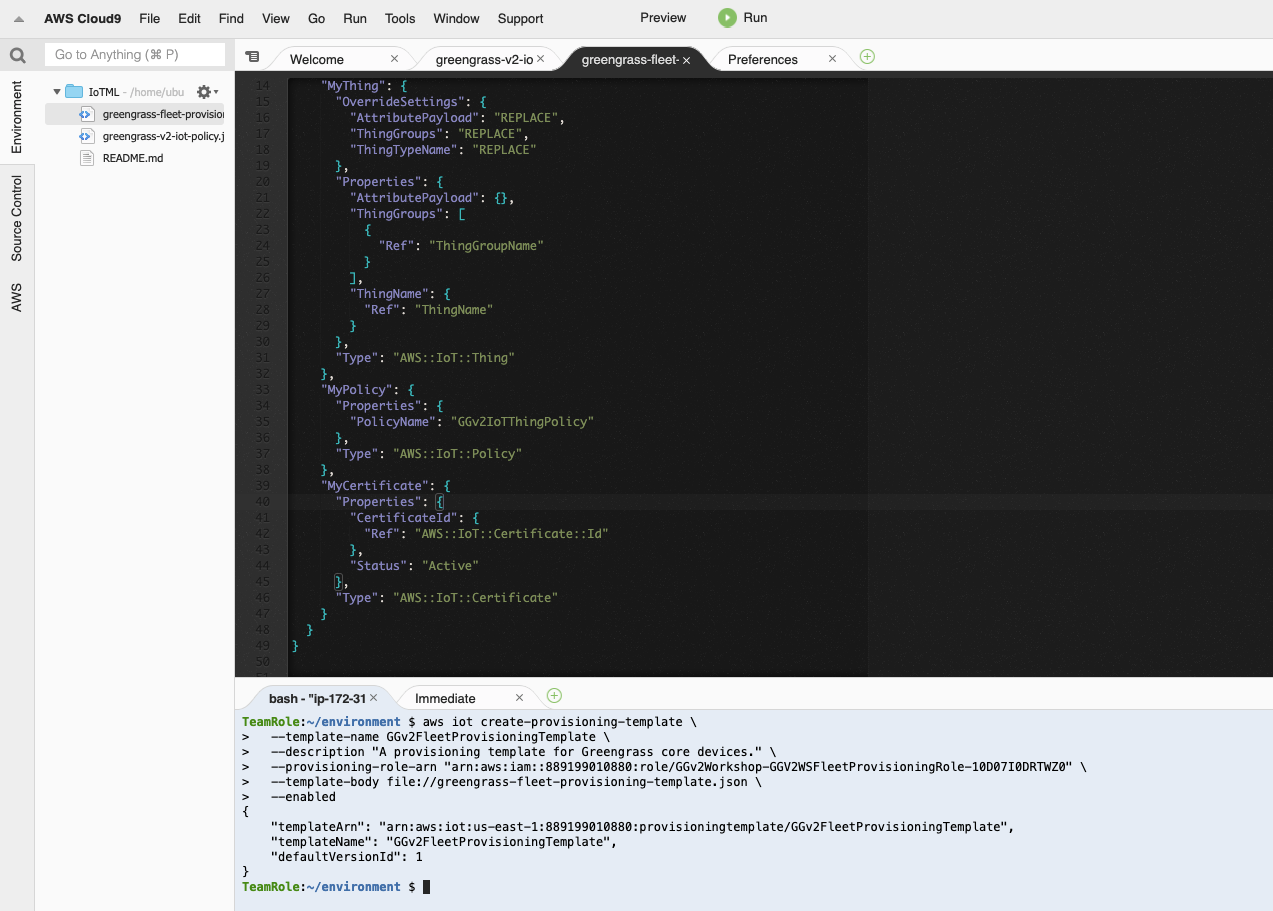 AWS Cloud9 File Edit Find View Go Run Tools Window Support Preview Run
Go to Anything (⌘ P)
Welcome × greengrass-v2-io × greengrass-fleet- × Preferences ×
Environment
Source Control
AWS
IoTML - /home/ubu
greengrass-fleet-provision
greengrass-v2-iot-policy.j
README.md
14 "MyThing": {
15 "OverrideSettings": {
16 "AttributePayload": "REPLACE",
17 "ThingGroups": "REPLACE",
18 "ThingTypeName": "REPLACE"
19 },
20 "Properties": {
21 "AttributePayload": {},
22 "ThingGroups": [
23 {
24 "Ref": "ThingGroupName"
25 }
26 ],
27 "ThingName": {
28 "Ref": "ThingName"
29 }
30 },
31 "Type": "AWS::IoT::Thing"
32 },
33 "MyPolicy": {
34 "Properties": {
35 "PolicyName": "GGv2IoTThingPolicy"
36 },
37 "Type": "AWS::IoT::Policy"
38 },
39 "MyCertificate": {
40 "Properties": {
41 "CertificateId": {
42 "Ref": "AWS::IoT::Certificate::Id"
43 },
44 "Status": "Active"
45 },
46 "Type": "AWS::IoT::Certificate"
47 }
48 }
49 }
50
bash - "ip-172-31 × Immediate ×
TeamRole:~/environment $ aws iot create-provisioning-template \
> --template-name GGv2FleetProvisioningTemplate \
> --description "A provisioning template for Greengrass core devices." \
> --provisioning-role-arn "arn:aws:iam::889199010880:role/GGv2Workshop-GGV2WSFleetProvisioningRole-10D07I0DRTWZ0" \
> --template-body file://greengrass-fleet-provisioning-template.json \
> --enabled
{
"templateArn": "arn:aws:iot:us-east-1:889199010880:provisioningtemplate/GGv2FleetProvisioningTemplate",
"templateName": "GGv2FleetProvisioningTemplate",
"defaultVersionId": 1
}
TeamRole:~/environment $